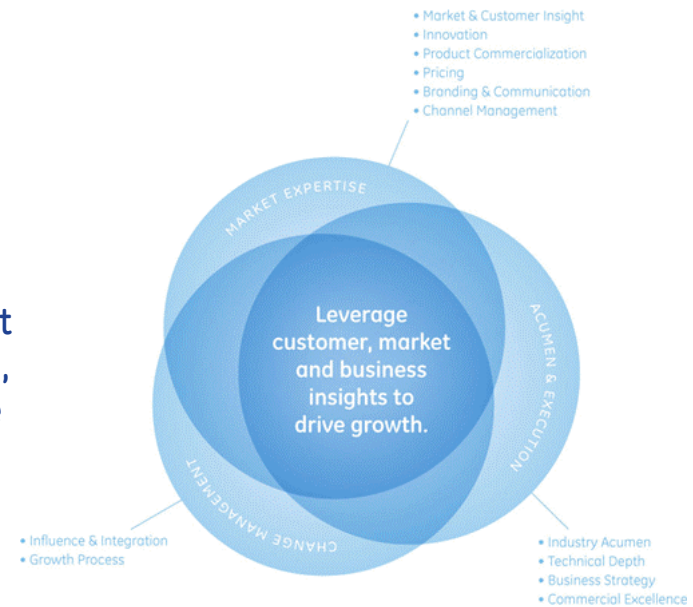 • Market & Customer Insight
• Innovation
• Product Commercialization
• Pricing
• Branding & Communication
• Channel Management
MARKET EXPERTISE
ACUMEN & EXECUTION
Leverage
customer, market
and business
insights to
drive growth.
t
,
CHANGE MANAGEMENT
• Influence & Integration
• Growth Process
• Industry Acumen
• Technical Depth
• Business Strategy
• Commercial Excellence